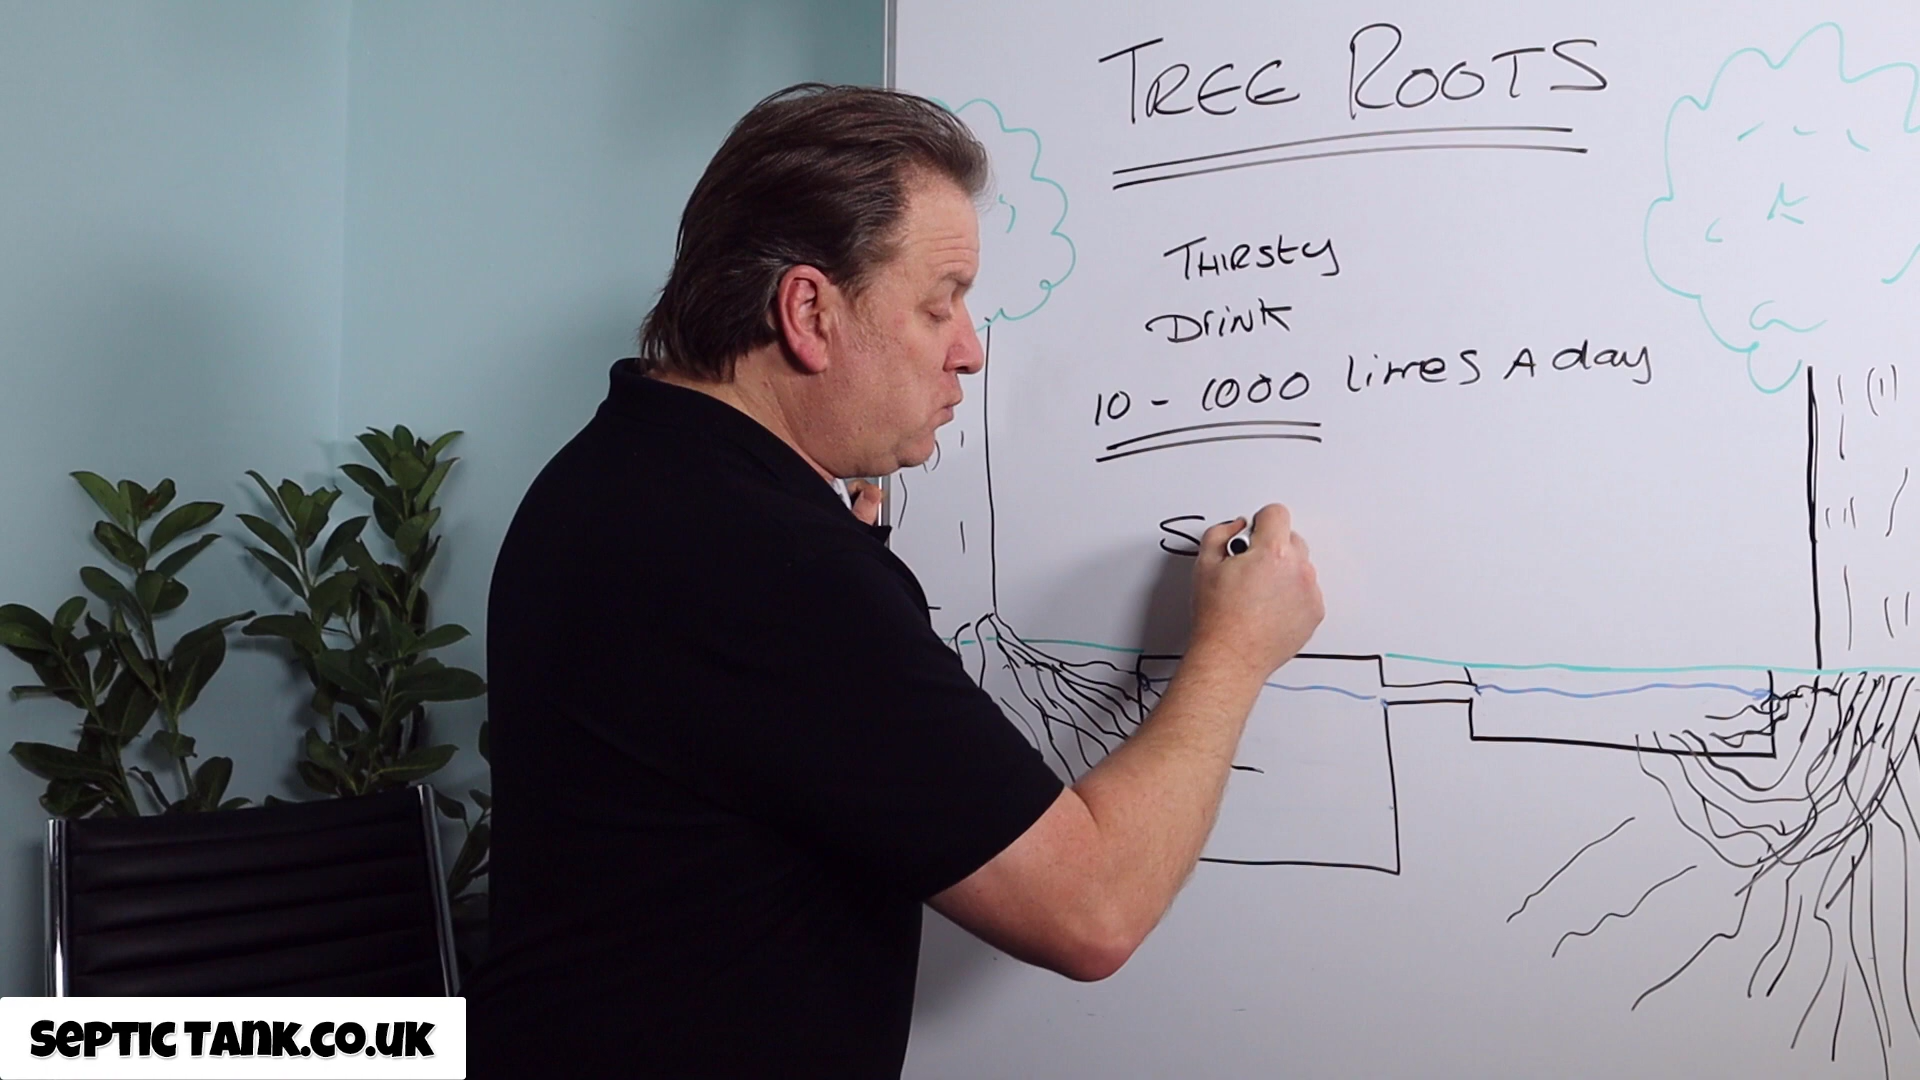 TREE ROOTS
THIRSTY
Drink
10 - 1000 litres A day
S
SEPTIC TANK.CO.UK